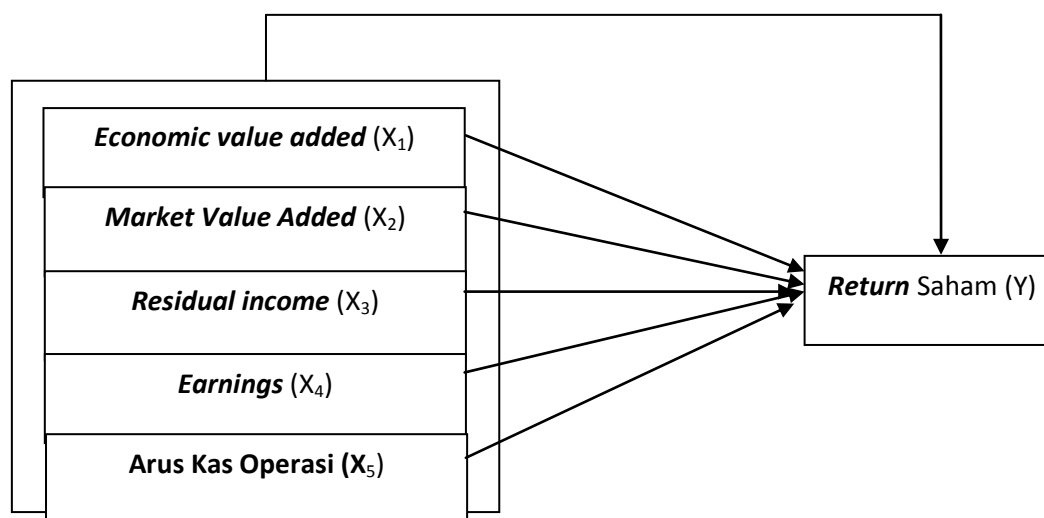 Economic value added (X₁)
Market Value Added (X₂)
Residual income (X₃)
Return Saham (Y)
Earnings (X₄)
Arus Kas Operasi (X₅)